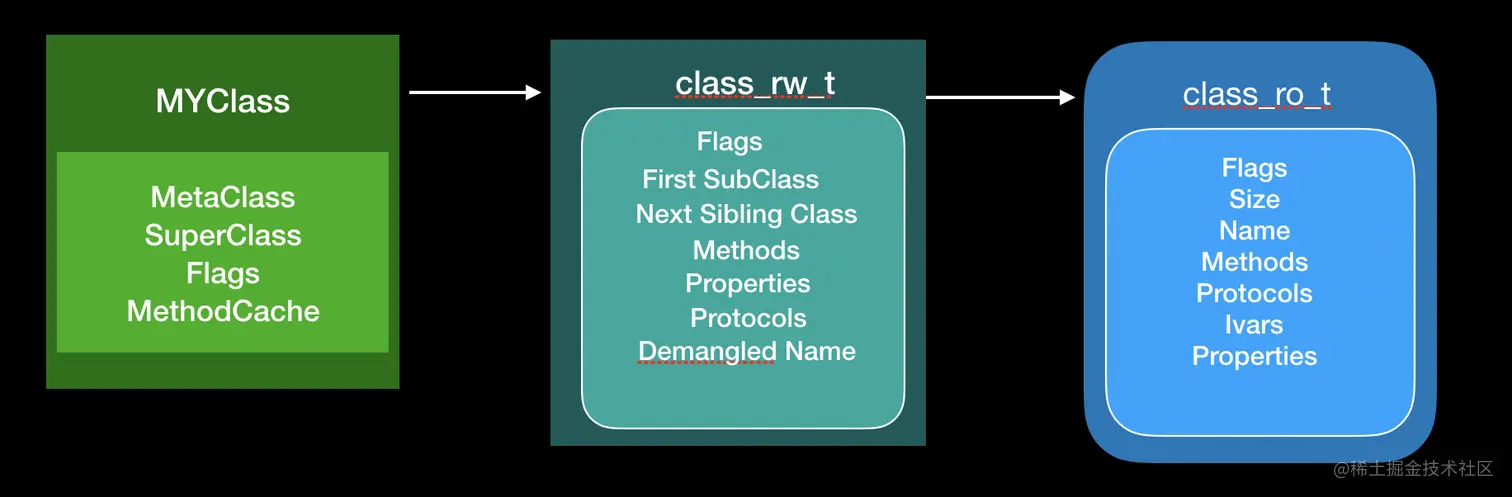 MYClass
MetaClass
SuperClass
Flags
MethodCache
class_rw_t
Flags
First SubClass
Next Sibling Class
Methods
Properties
Protocols
Demangled Name
class_ro_t
Flags
Size
Name
Methods
Protocols
Ivars
Properties
@稀土掘金技术社区